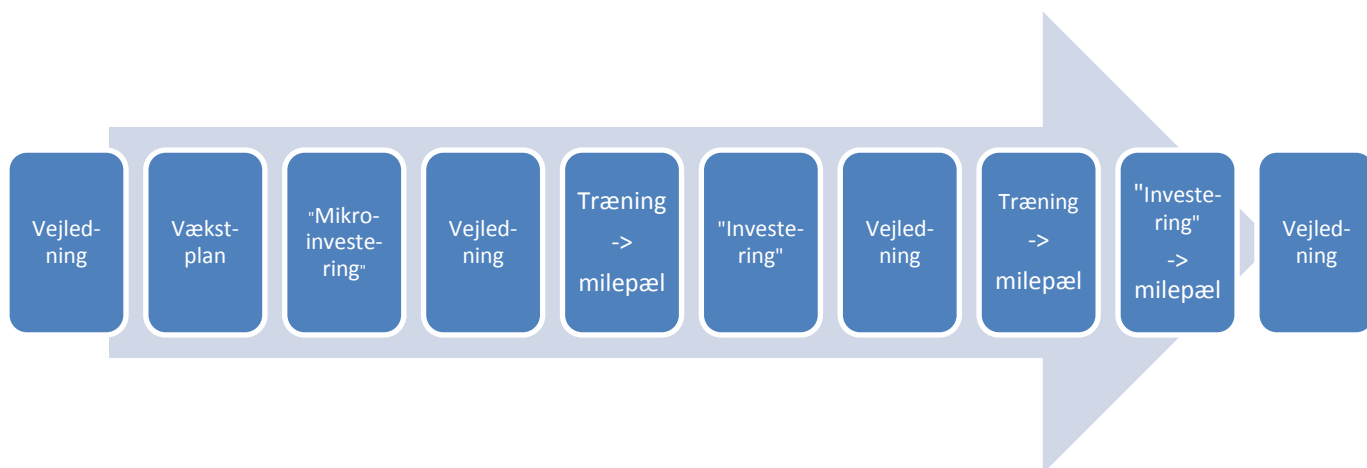 Vejled-
ning
Vækst-
plan
"Mikro-
investe-
ring"
Vejled-
ning
Træning
->
milepæl
"Investe-
ring"
Vejled-
ning
Træning
->
milepæl
"Investe-
ring"
->
milepæl
Vejled-
ning